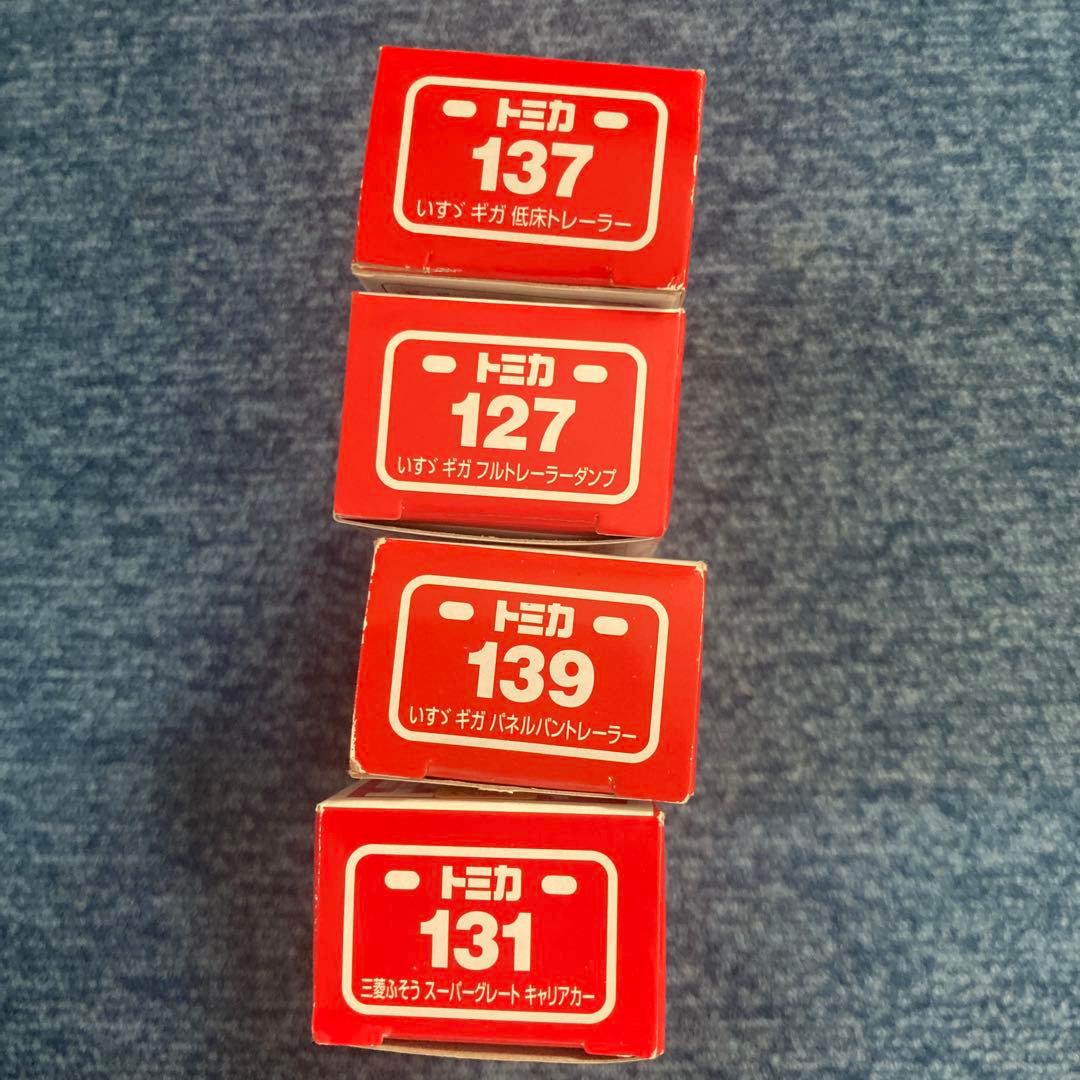 トミカ
137
いすゞ ギガ 低床トレーラー
トミカ
127
いすゞ ギガ フルトレーラーダンプ
トミカ
139
いすゞ ギガ パネルバントレーラー
トミカ
131
三菱ふそう スーパーグレート キャリアカー